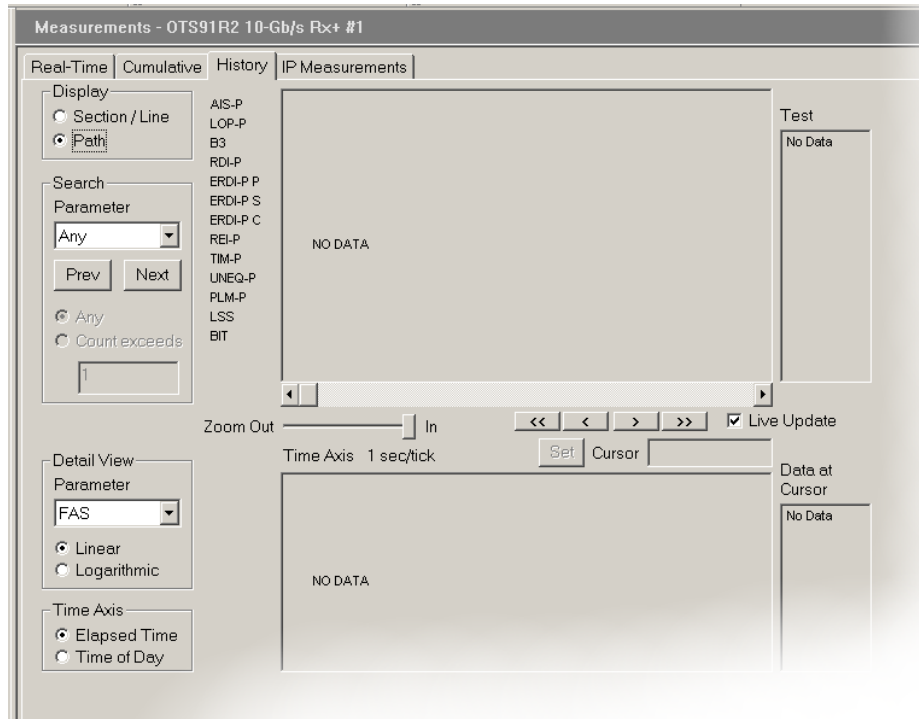 Measurements - OTS91R2 10-Gb/s Rx+ #1
Real-Time
Cumulative
History
IP Measurements
Display
Section / Line
Path
Search
Parameter
Any
Prev
Next
Any
Count exceeds
1
AIS-P
LOP-P
B3
RDI-P
ERDI-P P
ERDI-P S
ERDI-P C
REI-P
TIM-P
UNEQ-P
PLM-P
LSS
BIT
NO DATA
Test
No Data
Zoom Out
In
<<
<
>
>>
Live Update
Time Axis 1 sec/tick
Set
Cursor
Detail View
Parameter
FAS
Linear
Logarithmic
Time Axis
Elapsed Time
Time of Day
NO DATA
Data at
Cursor
No Data